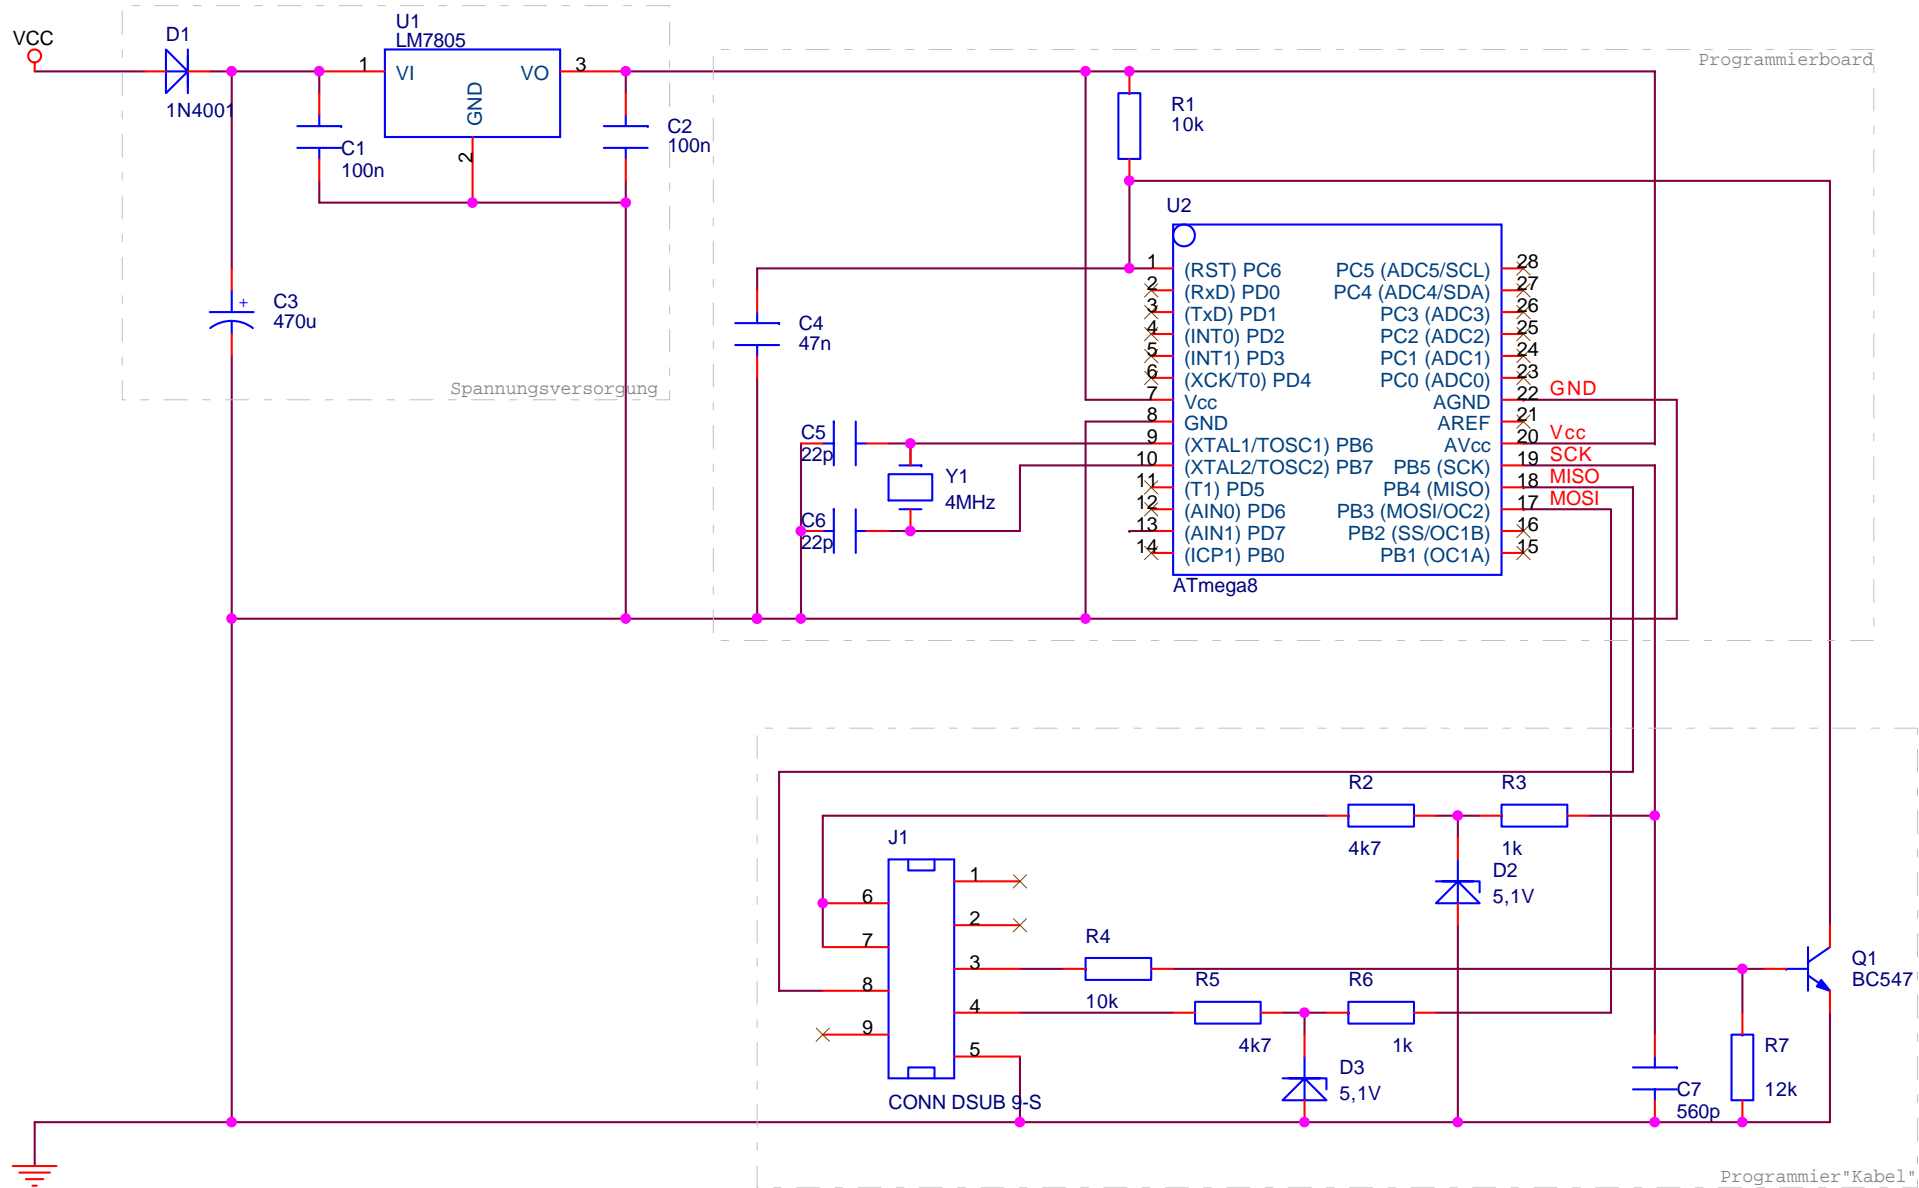 VCC
D1
1N4001
U1
LM7805
1
VI
VO
3
GND
2
C1
100n
C2
100n
C3
+
470u
Spannungsversorgung
Programmierboard
R1
10k
U2
1 (RST) PC6
2 (RxD) PD0
3 (TxD) PD1
4 (INT0) PD2
5 (INT1) PD3
6 (XCK/T0) PD4
7 Vcc
8 GND
9 (XTAL1/TOSC1) PB6
10 (XTAL2/TOSC2) PB7
11 (T1) PD5
12 (AIN0) PD6
13 (AIN1) PD7
14 (ICP1) PB0
PC5 (ADC5/SCL) 28
PC4 (ADC4/SDA) 27
PC3 (ADC3) 26
PC2 (ADC2) 25
PC1 (ADC1) 24
PC0 (ADC0) 23
AGND 22 GND
AREF 21
AVcc 20 Vcc
PB5 (SCK) 19 SCK
PB4 (MISO) 18 MISO
PB3 (MOSI/OC2) 17 MOSI
PB2 (SS/OC1B) 16
PB1 (OC1A) 15
ATmega8
C4
47n
C5
22p
Y1
4MHz
C6
22p
R2
4k7
R3
1k
D2
5,1V
J1
1
6
2
7
3
8
4
9
5
CONN DSUB 9-S
R4
10k
R5
4k7
R6
1k
D3
5,1V
Q1
BC547
R7
12k
C7
560p
Programmier"Kabel"